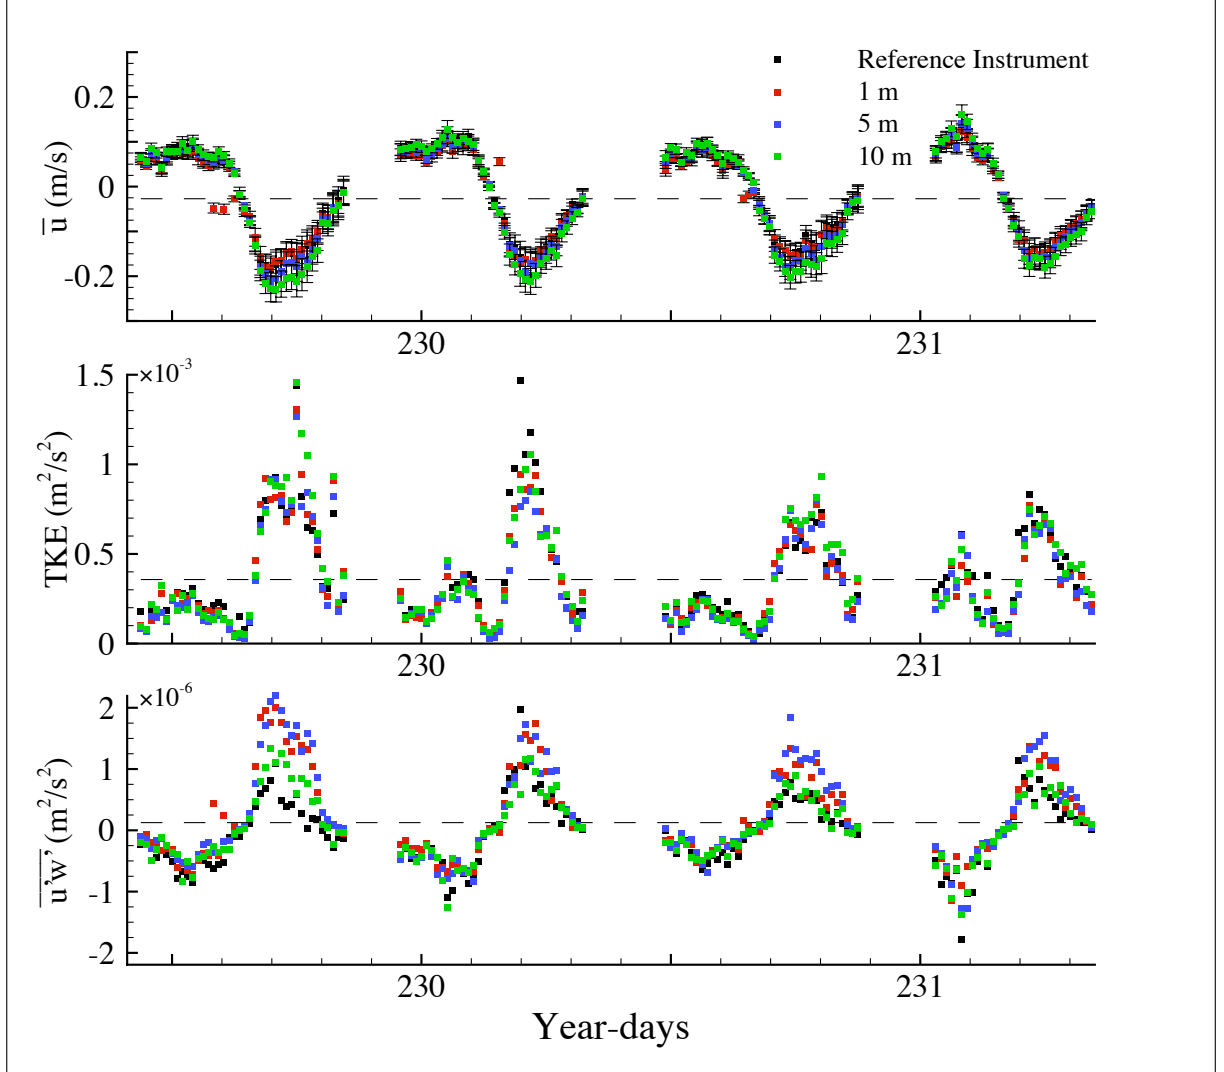 Reference Instrument
1 m
5 m
10 m
0.2
0
-0.2
u̅ (m/s)
230
231
×10⁻³
1.5
1
0.5
0
TKE (m²/s²)
230
231
×10⁻⁶
2
1
0
-1
-2
u'w' (m²/s²)
230
231
Year-days